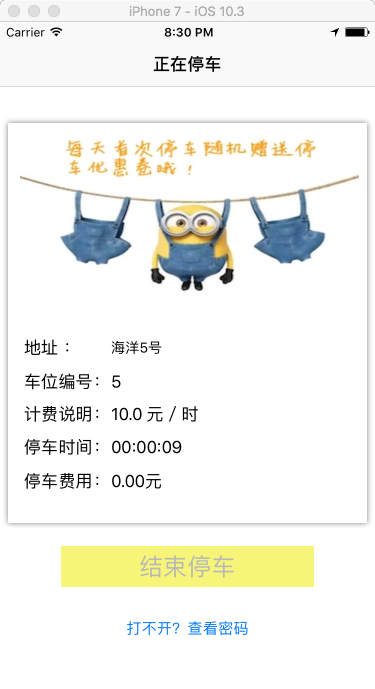 iPhone 7 - iOS 10.3
Carrier 8:30 PM
正在停车
每天首次停车随机赠送停
车优惠卷哦！
地址： 海洋5号
车位编号： 5
计费说明： 10.0 元 / 时
停车时间： 00:00:09
停车费用： 0.00元
结束停车
打不开？查看密码